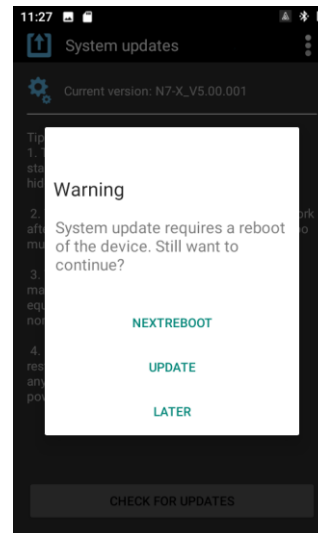 11:27
System updates
Current version: N7-X_V5.00.001
Tip
1. T
sta
hid
Warning
System update requires a reboot
of the device. Still want to
continue?
2.
afte
mu
3.
ma
equ
nor
NEXTREBOOT
4.
res
any
pow
UPDATE
LATER
CHECK FOR UPDATES